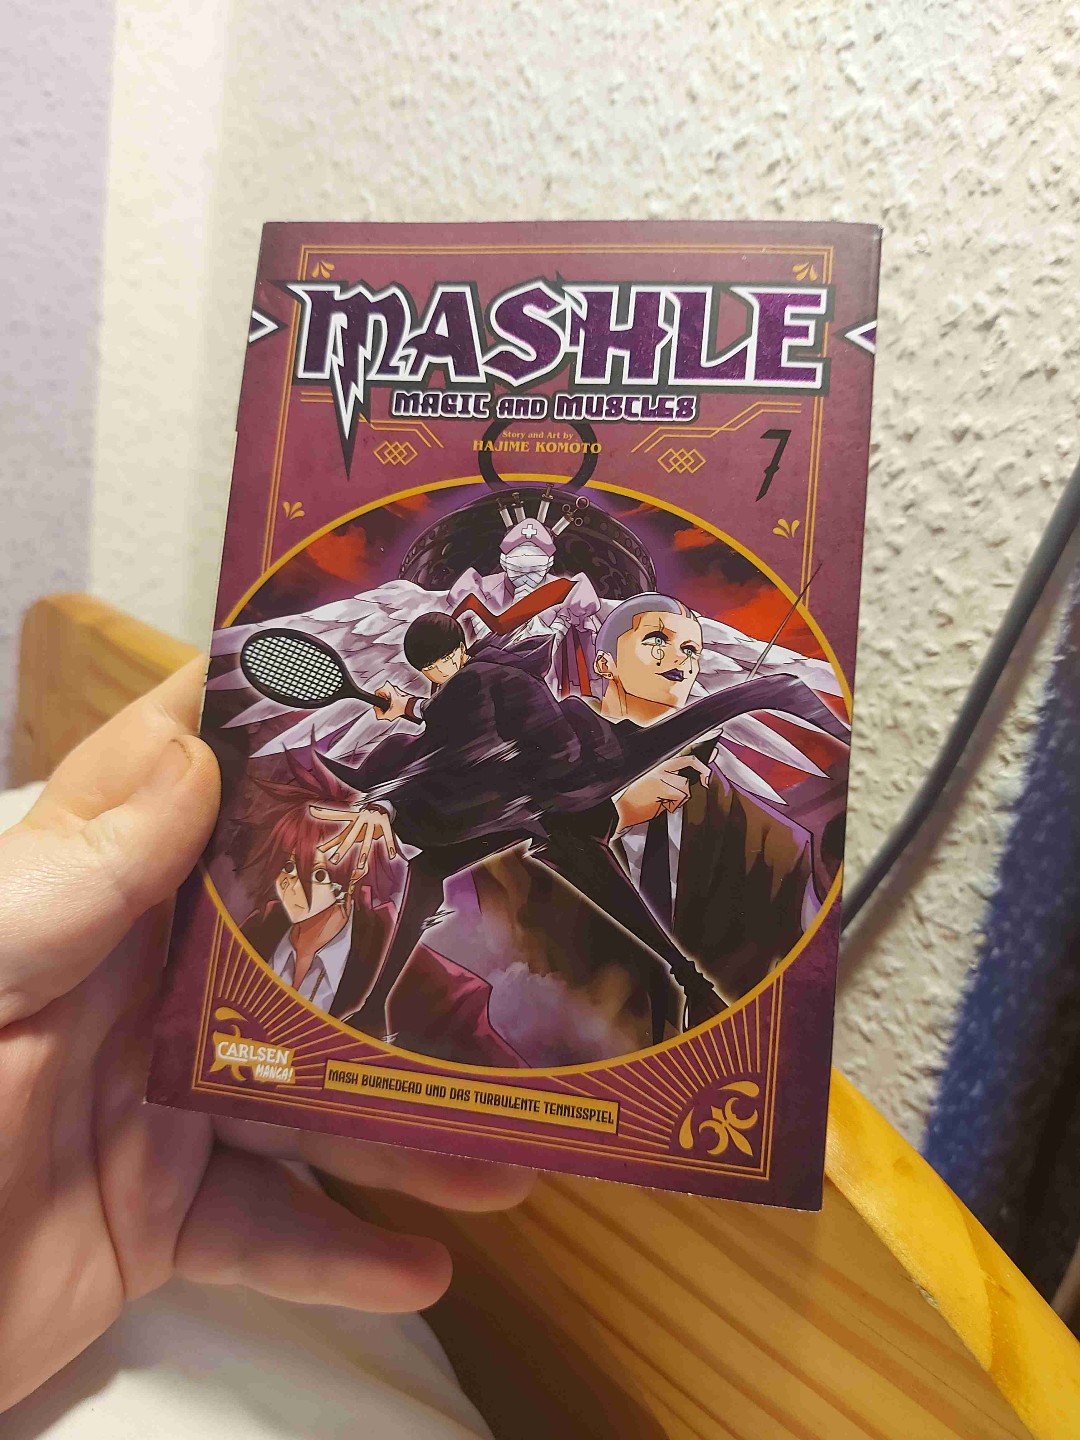 MASHLE
MAGIC AND MUSCLES
Story and Art by
HAJIME KOMOTO
7
CARLSEN
MANGA!
MASH BURNEDEAD UND DAS TURBULENTE TENNISSPIEL